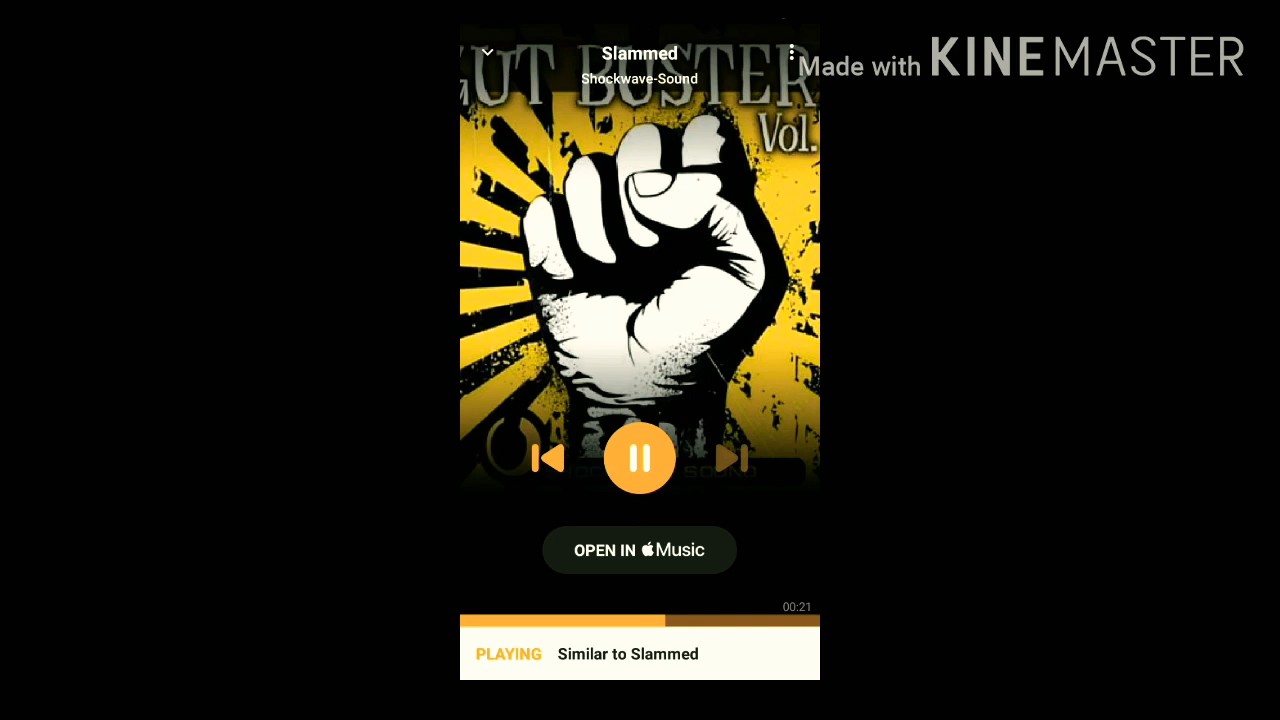 Slammed
Shockwave-Sound
Made with KINEMASTER
GUT BUSTER
Vol.
OPEN IN Music
00:21
PLAYING Similar to Slammed